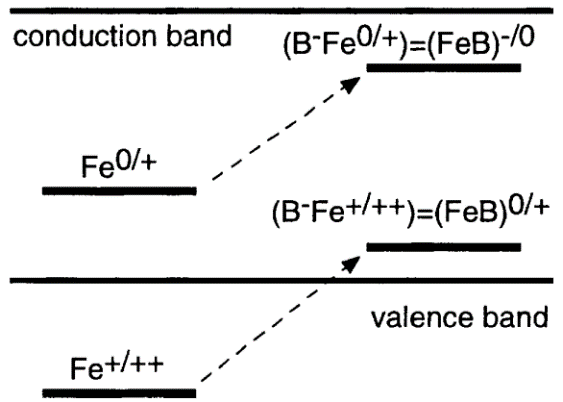 conduction band
(B-Fe0/+)=(FeB)-/0
Fe0/+
(B-Fe+/++)=(FeB)0/+
valence band
Fe+/++